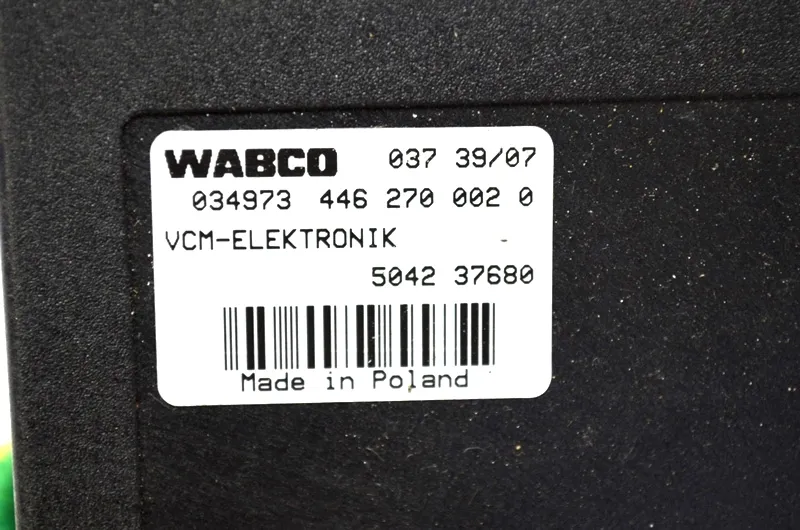 WABCO 037 39/07
034973 446 270 002 0
VCM-ELEKTRONIK -
5042 37680
Made in Poland